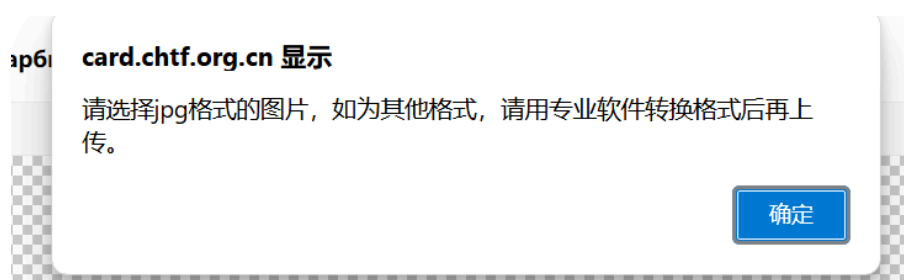 card.chtf.org.cn 显示
请选择jpg格式的图片，如为其他格式，请用专业软件转换格式后再上
传。
确定